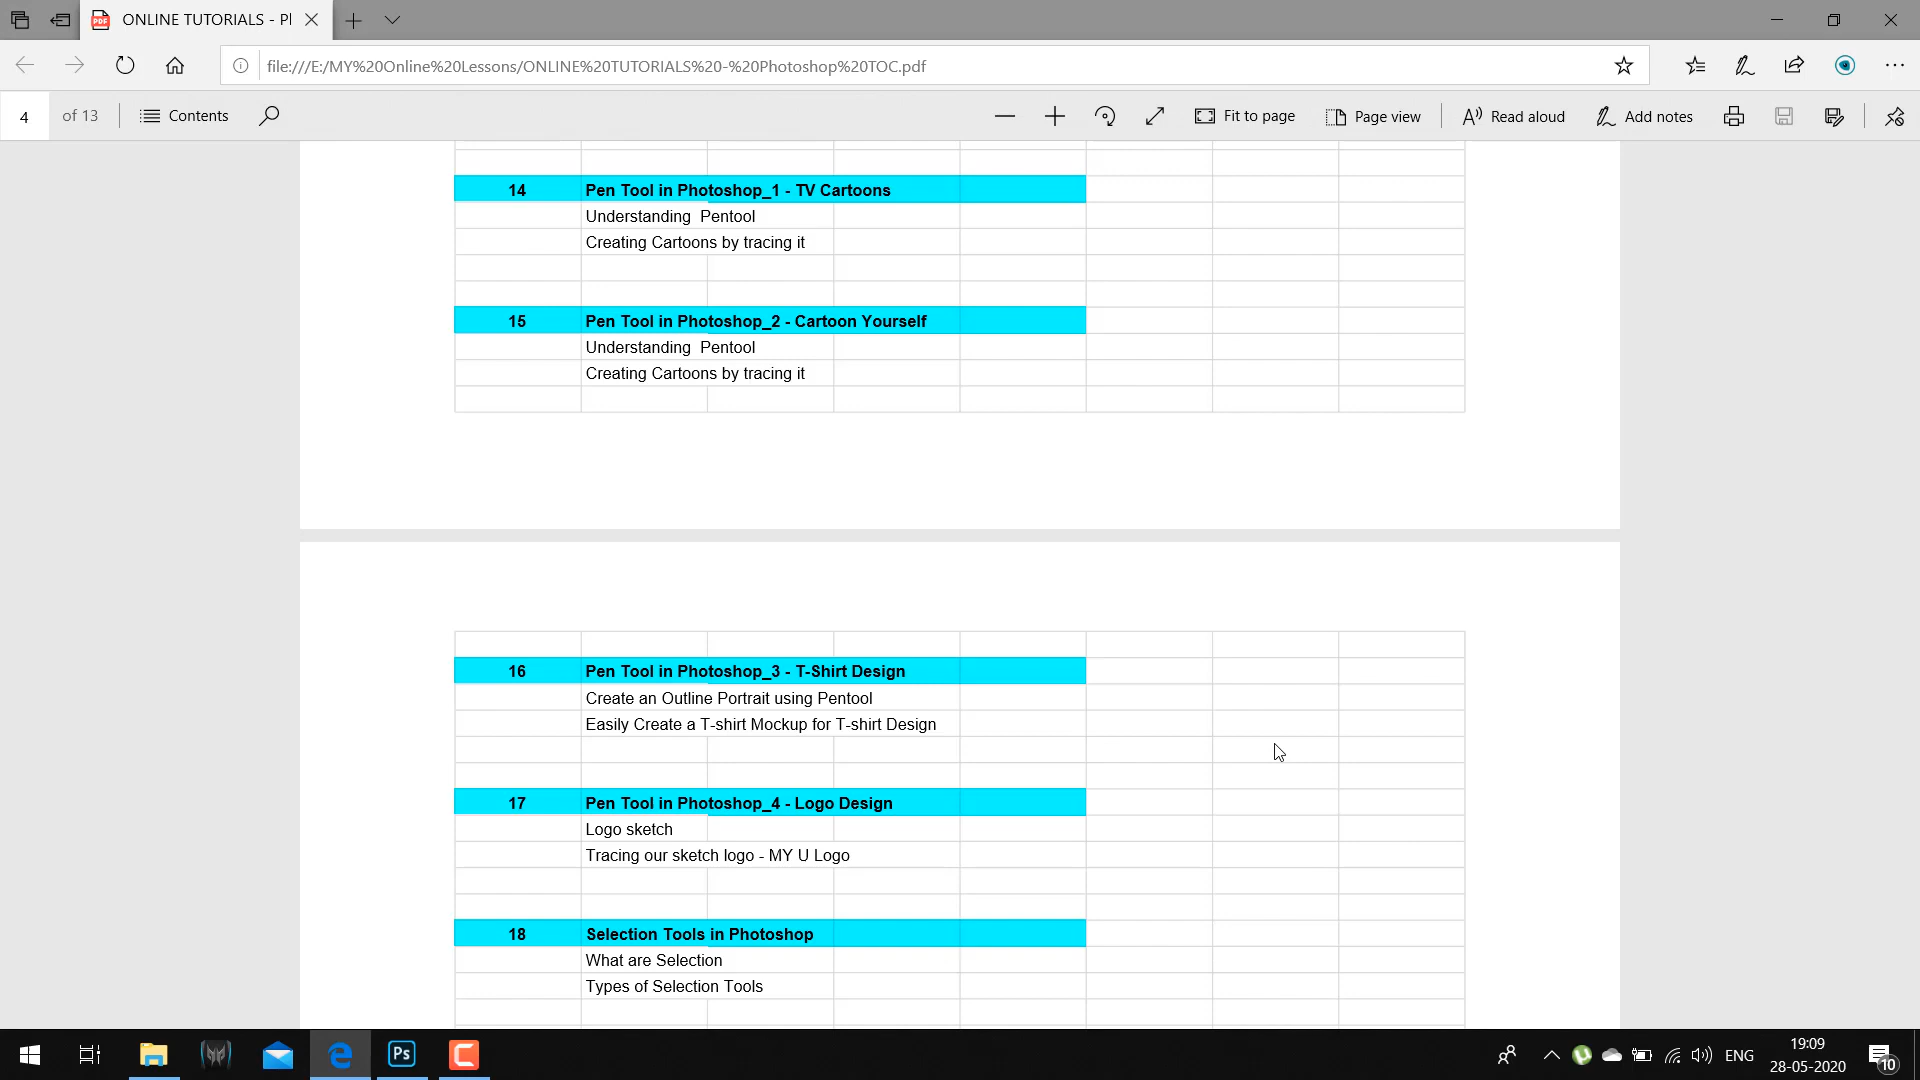 ONLINE TUTORIALS - Pl
file:///E:/MY%20Online%20Lessons/ONLINE%20TUTORIALS%20-%20Photoshop%20TOC.pdf
4 of 13 Contents Fit to page Page view Read aloud Add notes
14 Pen Tool in Photoshop_1 - TV Cartoons
Understanding  Pentool
Creating Cartoons by tracing it
15 Pen Tool in Photoshop_2 - Cartoon Yourself
Understanding  Pentool
Creating Cartoons by tracing it
16 Pen Tool in Photoshop_3 - T-Shirt Design
Create an Outline Portrait using Pentool
Easily Create a T-shirt Mockup for T-shirt Design
17 Pen Tool in Photoshop_4 - Logo Design
Logo sketch
Tracing our sketch logo - MY U Logo
18 Selection Tools in Photoshop
What are Selection
Types of Selection Tools
Ps
ENG
19:09
28-05-2020
10